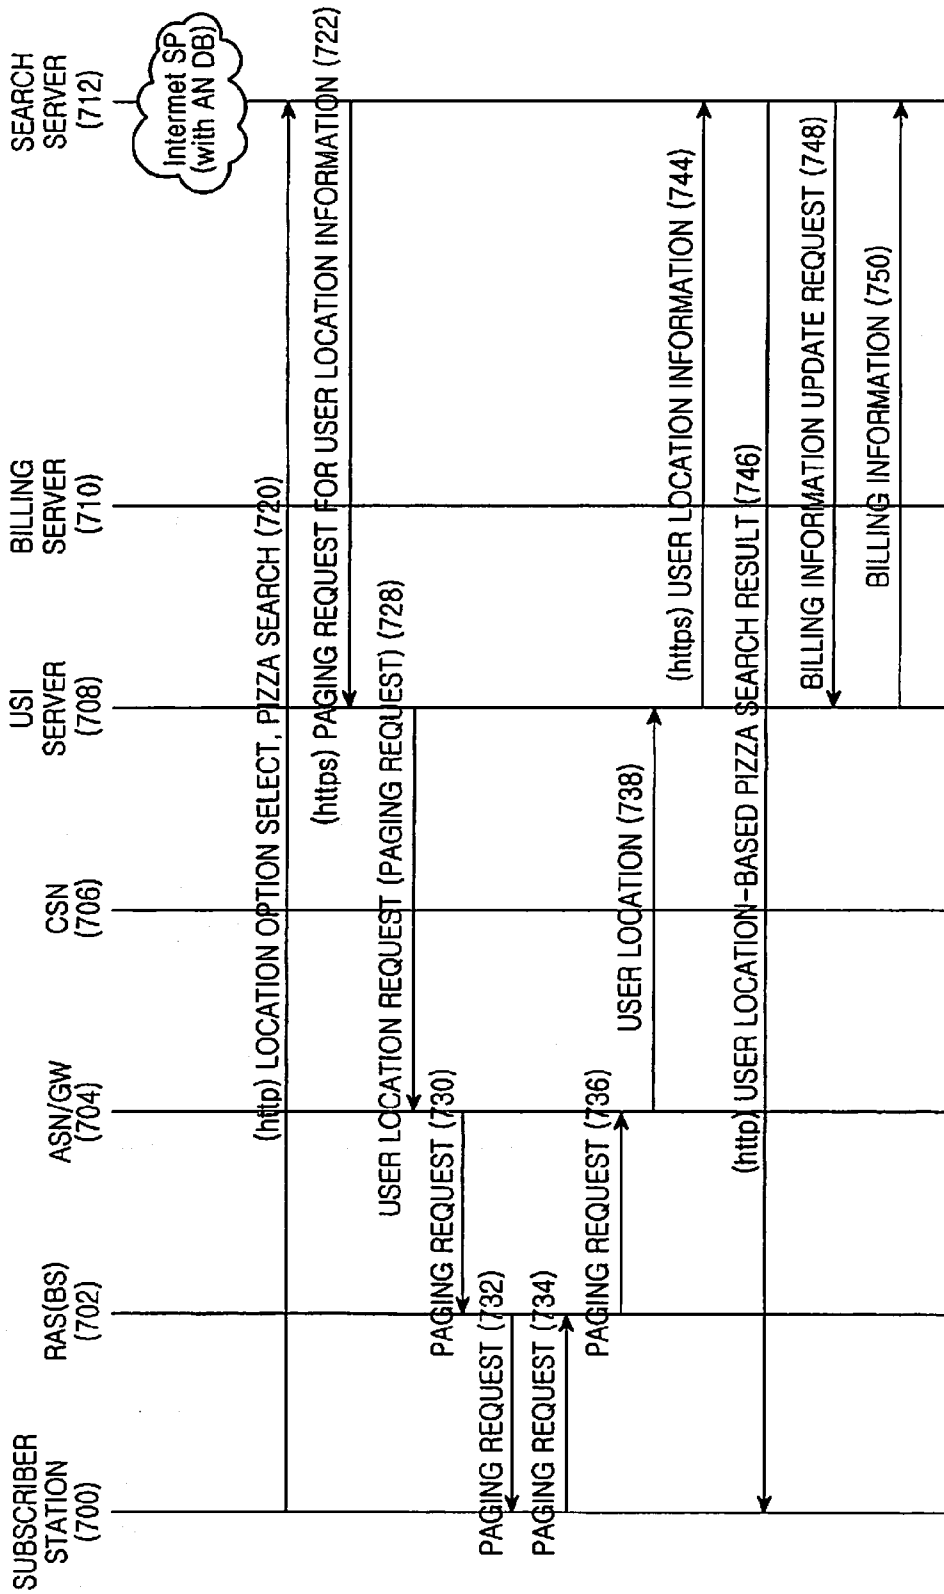 SUBSCRIBER
STATION
(700)
RAS(BS)
(702)
ASN/GW
(704)
CSN
(706)
USI
SERVER
(708)
BILLING
SERVER
(710)
SEARCH
SERVER
(712)
Internet SP
(with AN DB)
(http) LOCATION OPTION SELECT, PIZZA SEARCH (720)
(https) PAGING REQUEST FOR USER LOCATION INFORMATION (722)
USER LOCATION REQUEST (PAGING REQUEST) (728)
PAGING REQUEST (730)
PAGING REQUEST (732)
PAGING REQUEST (734)
PAGING REQUEST (736)
USER LOCATION (738)
(https) USER LOCATION INFORMATION (744)
(http) USER LOCATION-BASED PIZZA SEARCH RESULT (746)
BILLING INFORMATION UPDATE REQUEST (748)
BILLING INFORMATION (750)